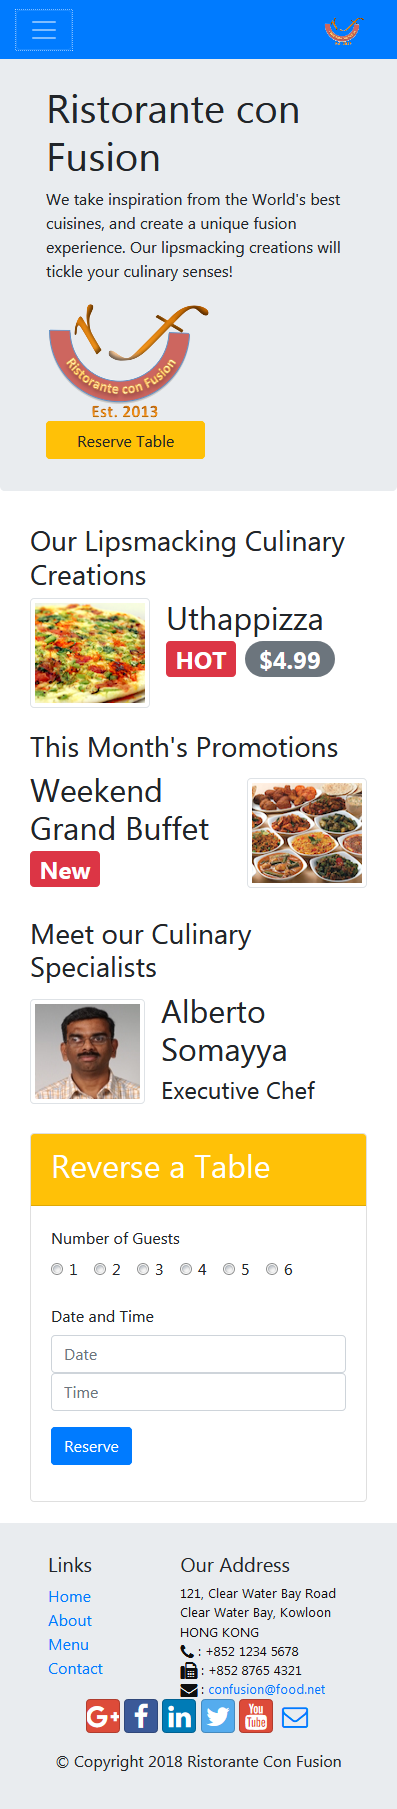 Ristorante con
Fusion
We take inspiration from the World's best
cuisines, and create a unique fusion
experience. Our lipsmacking creations will
tickle your culinary senses!
Ristorante con Fusion
Est. 2013
Reserve Table
Our Lipsmacking Culinary
Creations
Uthappizza
HOT $4.99
This Month's Promotions
Weekend
Grand Buffet
New
Meet our Culinary
Specialists
Alberto
Somayya
Executive Chef
Reverse a Table
Number of Guests
1 2 3 4 5 6
Date and Time
Date
Time
Reserve
Links
Home
About
Menu
Contact
Our Address
121, Clear Water Bay Road
Clear Water Bay, Kowloon
HONG KONG
: +852 1234 5678
: +852 8765 4321
: confusion@food.net
G+ f in You Tube
© Copyright 2018 Ristorante Con Fusion